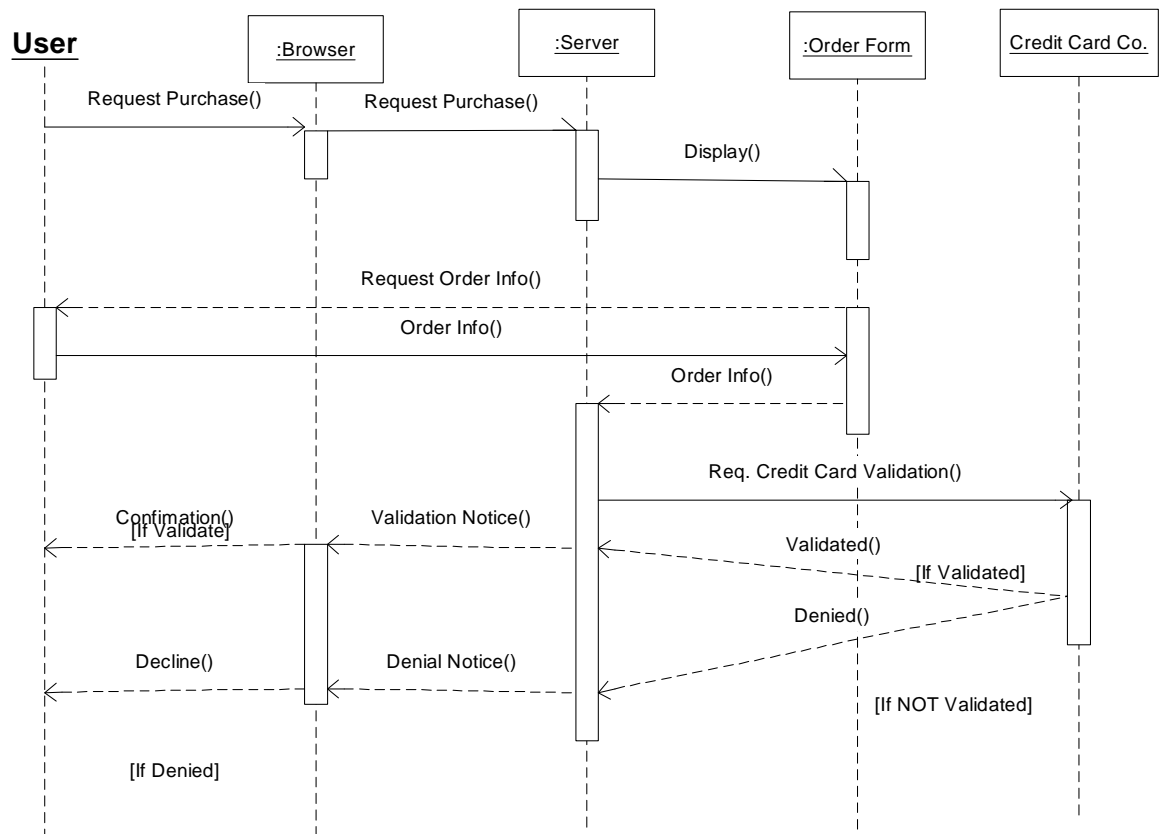 User
:Browser
:Server
:Order Form
Credit Card Co.
Request Purchase()
Request Purchase()
Display()
Request Order Info()
Order Info()
Order Info()
Req. Credit Card Validation()
Confimation()
[If Validate]
Validation Notice()
Validated()
[If Validated]
Denied()
Decline()
Denial Notice()
[If NOT Validated]
[If Denied]